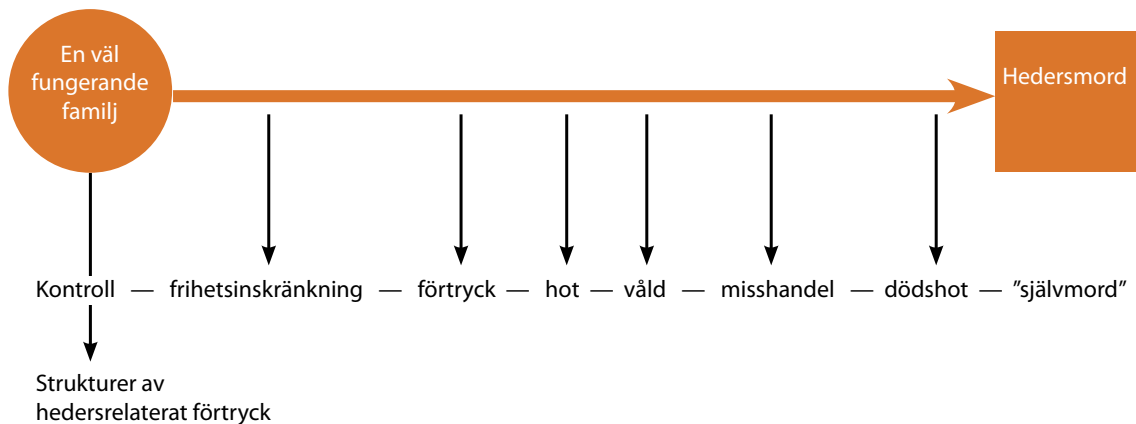 En väl
fungerande
familj
Hedersmord
Kontroll — frihetsinskränkning — förtryck — hot — våld — misshandel — dödshot — ”självmord”
Strukturer av
hedersrelaterat förtryck